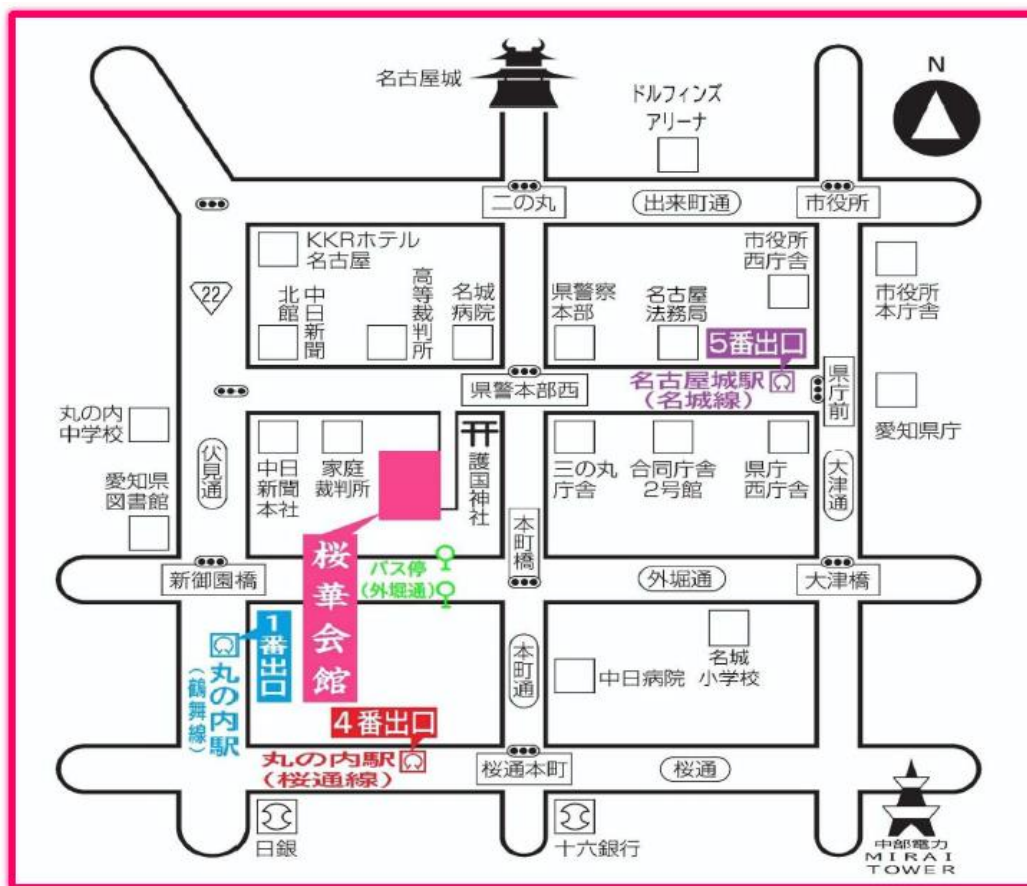 名古屋城
ドルフィンズ
アリーナ
N
二の丸
出来町通
市役所
KKRホテル
名古屋
市役所
西庁舎
22
中日新聞
北館
高等裁判所
名城
病院
県警察
本部
名古屋
法務局
市役所
本庁舎
5番出口
名古屋城駅
(名城線)
県警本部西
県庁前
丸の内
中学校
愛知県庁
伏見通
中日
新聞
本社
家庭
裁判所
護国神社
三の丸
庁舎
合同庁舎
2号館
県庁
西庁舎
大津通
愛知県
図書館
本町橋
桜華会館
バス停
(外堀通)
新御園橋
外堀通
大津橋
1番出口
丸の内駅
(鶴舞線)
本町通
中日病院
名城
小学校
4番出口
丸の内駅
(桜通線)
桜通本町
桜通
日銀
十六銀行
中部電力
MIRAI
TOWER